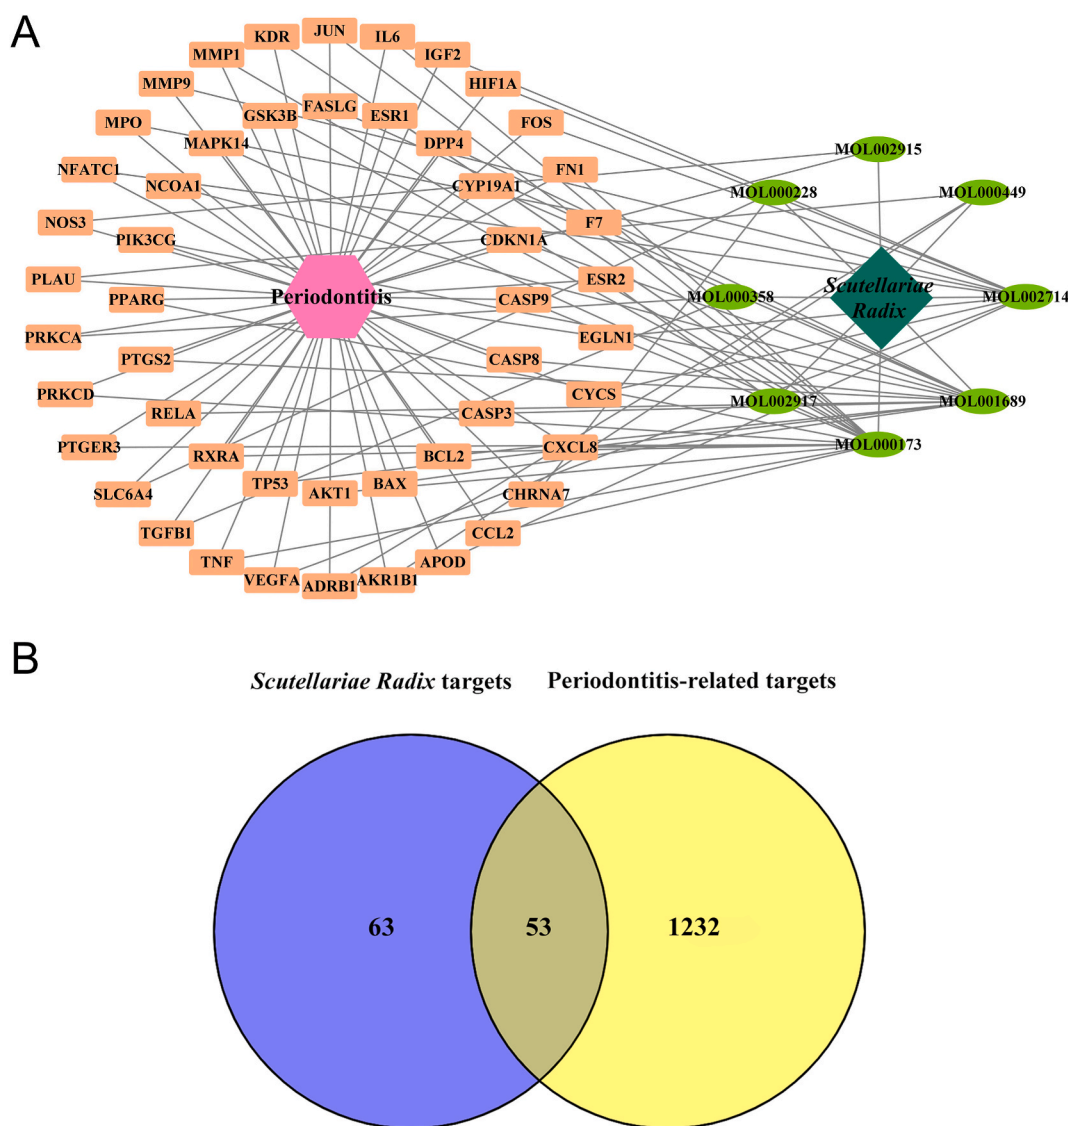 A
JUN
KDR
IL6
MMP1
IGF2
MMP9
HIF1A
FASLG
GSK3B
ESR1
MPO
FOS
MAPK14
DPP4
MOL002915
NFATC1
FN1
NCOA1
CYP19A1
MOL000228
MOL000449
NOS3
F7
PIK3CG
CDKN1A
PLAU
ESR2
Scutellariae
Radix
Periodontitis
PPARG
CASP9
MOL000358
MOL002714
PRKCA
EGLN1
PTGS2
CASP8
PRKCD
CYCS
MOL002917
MOL001689
RELA
CASP3
PTGER3
CXCL8
MOL000173
RXRA
BCL2
TP53
AKT1
BAX
SLC6A4
CHRNA7
TGFB1
CCL2
TNF
APOD
VEGFA
ADRB1
AKR1B1
B
Scutellariae Radix targets
Periodontitis-related targets
63
53
1232